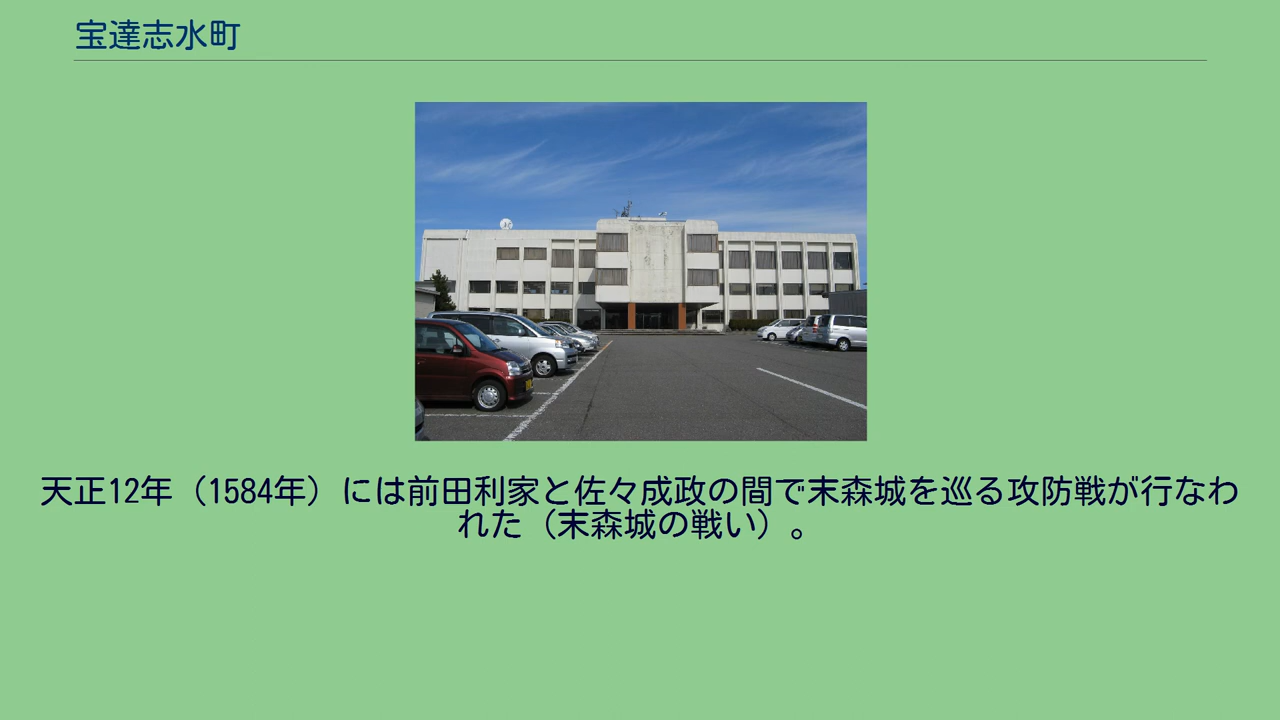 宝達志水町
天正12年（1584年）には前田利家と佐々成政の間で末森城を巡る攻防戦が行なわ
れた（末森城の戦い）。